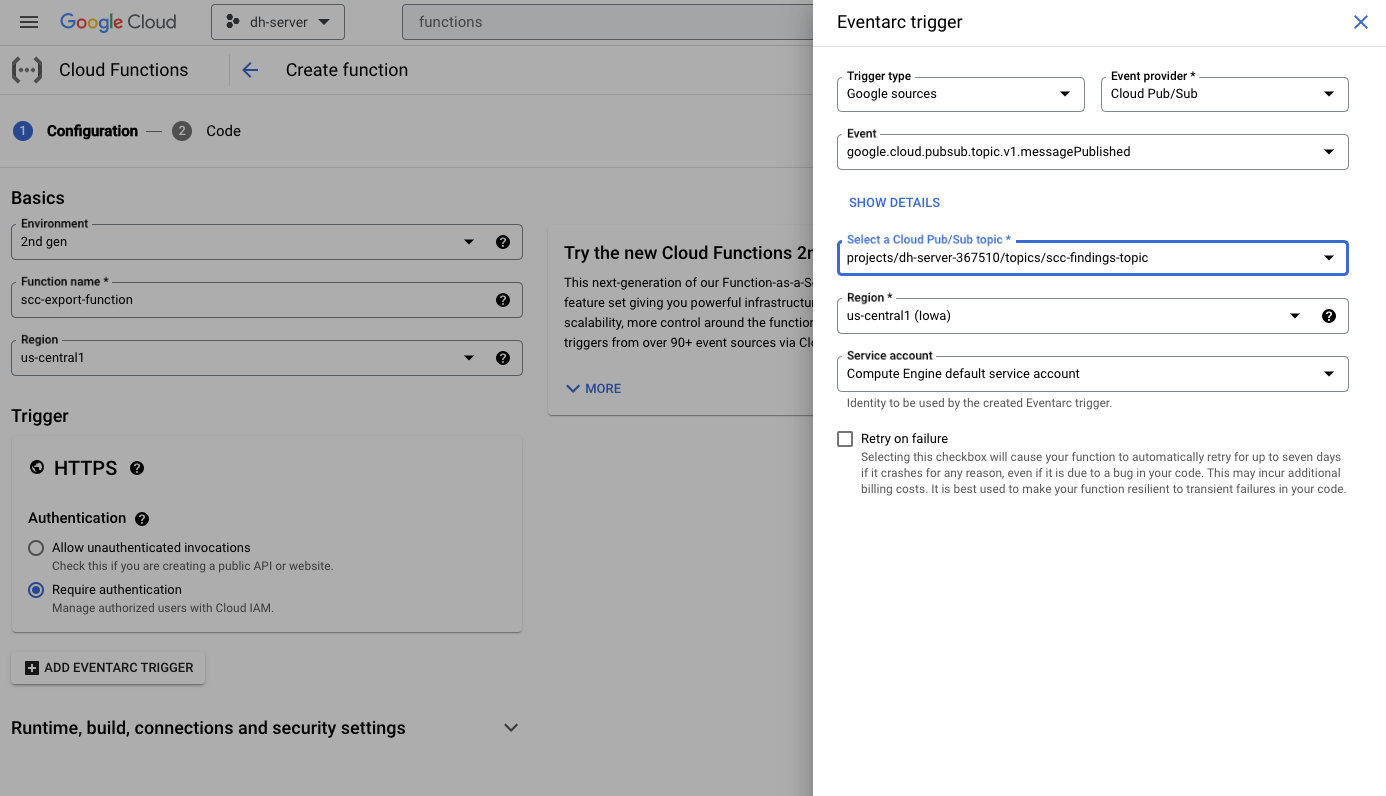 Google Cloud
dh-server
functions
Cloud Functions
Create function
1 Configuration
2 Code
Basics
Environment
2nd gen
Function name *
scc-export-function
Region
us-central1
Trigger
HTTPS
Authentication
Allow unauthenticated invocations
Check this if you are creating a public API or website.
Require authentication
Manage authorized users with Cloud IAM.
ADD EVENTARC TRIGGER
Runtime, build, connections and security settings
Try the new Cloud Functions
This next-generation of our
feature set giving you powerful
scalability, more control around the function
triggers from over 90+ event sources via
MORE
Eventarc trigger
Trigger type
Google sources
Event provider *
Cloud Pub/Sub
Event
google.cloud.pubsub.topic.v1.messagePublished
SHOW DETAILS
Select a Cloud Pub/Sub topic *
projects/dh-server-367510/topics/scc-findings-topic
Region *
us-central1 (Iowa)
Service account
Compute Engine default service account
Identity to be used by the created Eventarc trigger.
Retry on failure
Selecting this checkbox will cause your function to automatically retry for up to seven days
if it crashes for any reason, even if it is due to a bug in your code. This may incur additional
billing costs. It is best used to make your function resilient to transient failures in your code.